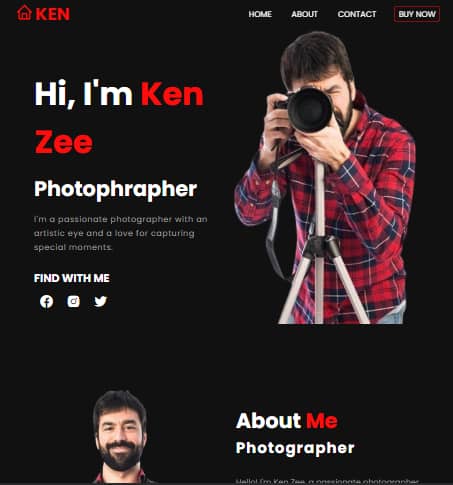 KEN
HOME ABOUT CONTACT BUY NOW
Hi, I'm Ken
Zee
Photophrapher
I'm a passionate photographer with an
artistic eye and a love for capturing
special moments.
FIND WITH ME
About Me
Photographer
Hello! I'm Ken Zee, a passionate photographer